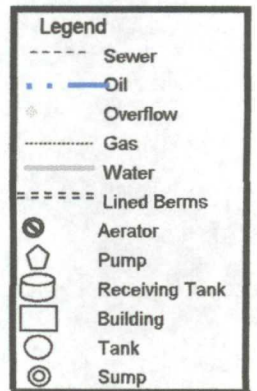 Legend
Sewer
Oil
Overflow
Gas
Water
Lined Berms
Aerator
Pump
Receiving Tank
Building
Tank
Sump